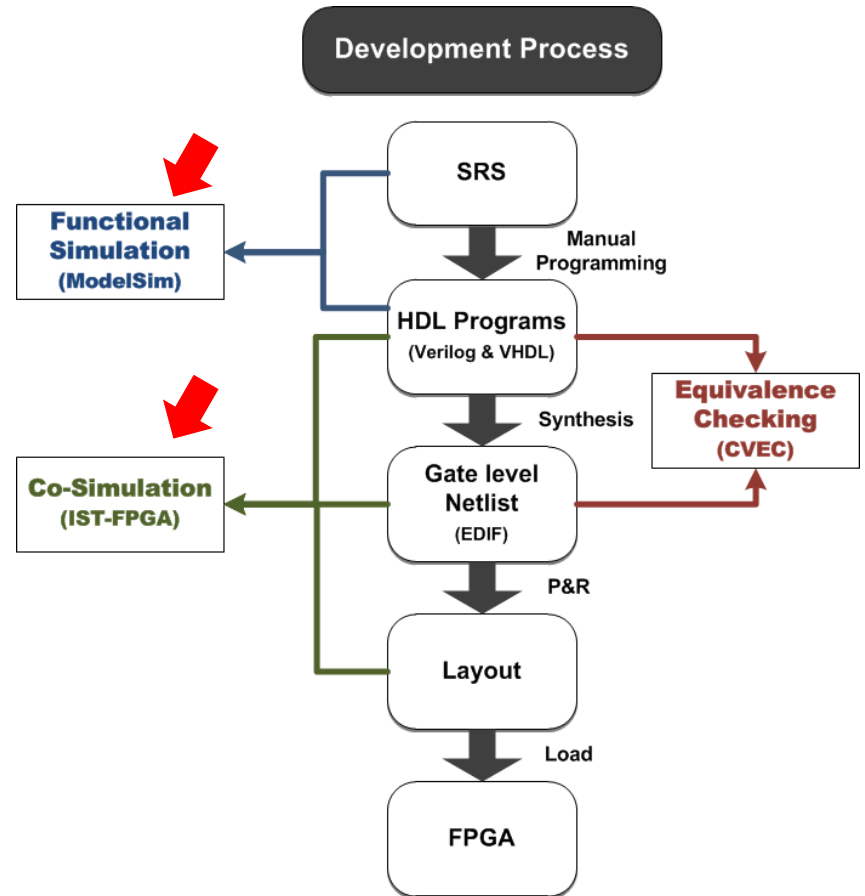 Development Process
SRS
Functional
Simulation
(ModelSim)
Manual
Programming
HDL Programs
(Verilog & VHDL)
Equivalence
Checking
(CVEC)
Synthesis
Co-Simulation
(IST-FPGA)
Gate level
Netlist
(EDIF)
P&R
Layout
Load
FPGA